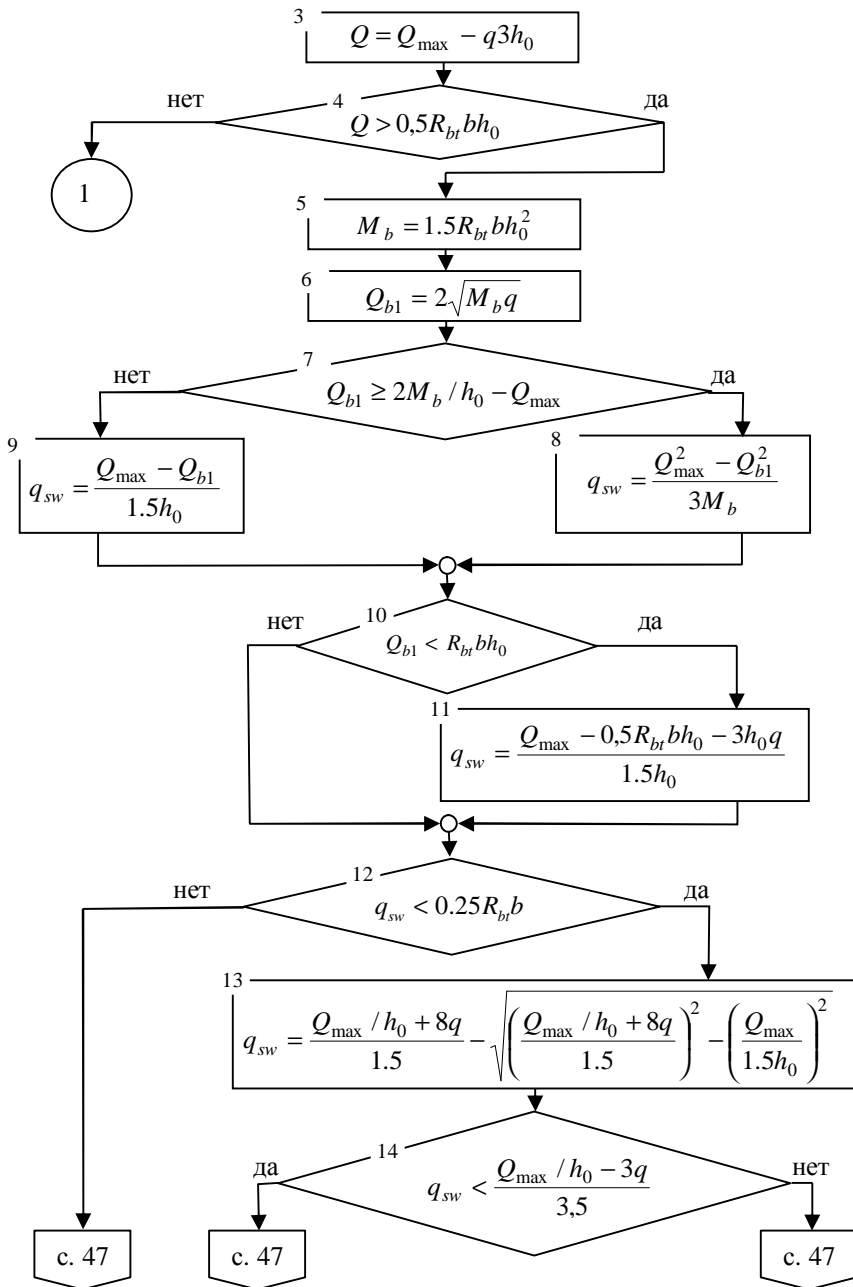 3
Q = Q_max − q3h_0
нет
4
да
Q > 0,5R_bt bh_0
1
5
M_b = 1.5R_bt bh_0^2
6
Q_b1 = 2√(M_b q)
нет
7
да
Q_b1 ≥ 2M_b / h_0 − Q_max
9
q_sw = (Q_max − Q_b1) / (1.5h_0)
8
q_sw = (Q_max^2 − Q_b1^2) / (3M_b)
нет
10
да
Q_b1 < R_bt bh_0
11
q_sw = (Q_max − 0,5R_bt bh_0 − 3h_0 q) / (1.5h_0)
нет
12
да
q_sw < 0.25R_bt b
13
q_sw = (Q_max / h_0 + 8q) / 1.5 − √(((Q_max / h_0 + 8q) / 1.5)^2 − (Q_max / (1.5h_0))^2)
да
14
нет
q_sw < (Q_max / h_0 − 3q) / 3,5
с. 47
с. 47
с. 47